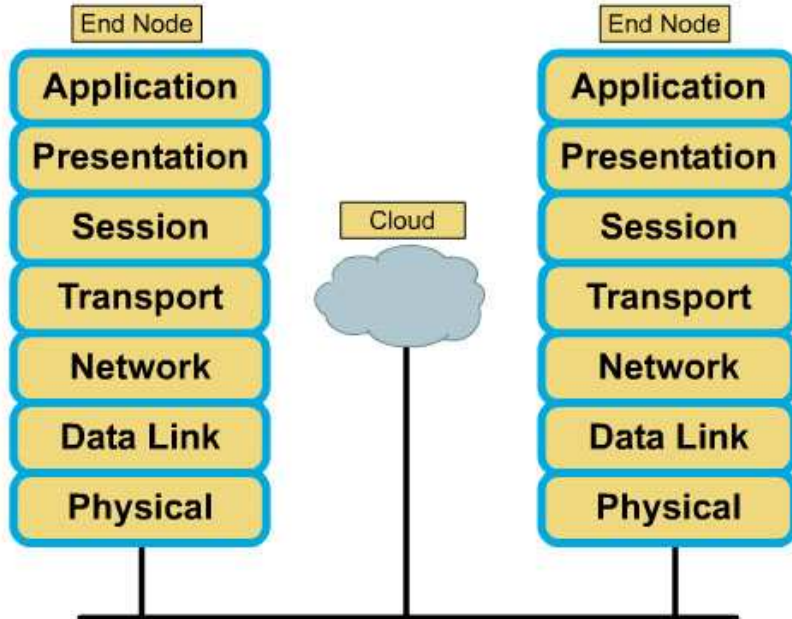 End Node
Application
Presentation
Session
Transport
Network
Data Link
Physical
Cloud
End Node
Application
Presentation
Session
Transport
Network
Data Link
Physical